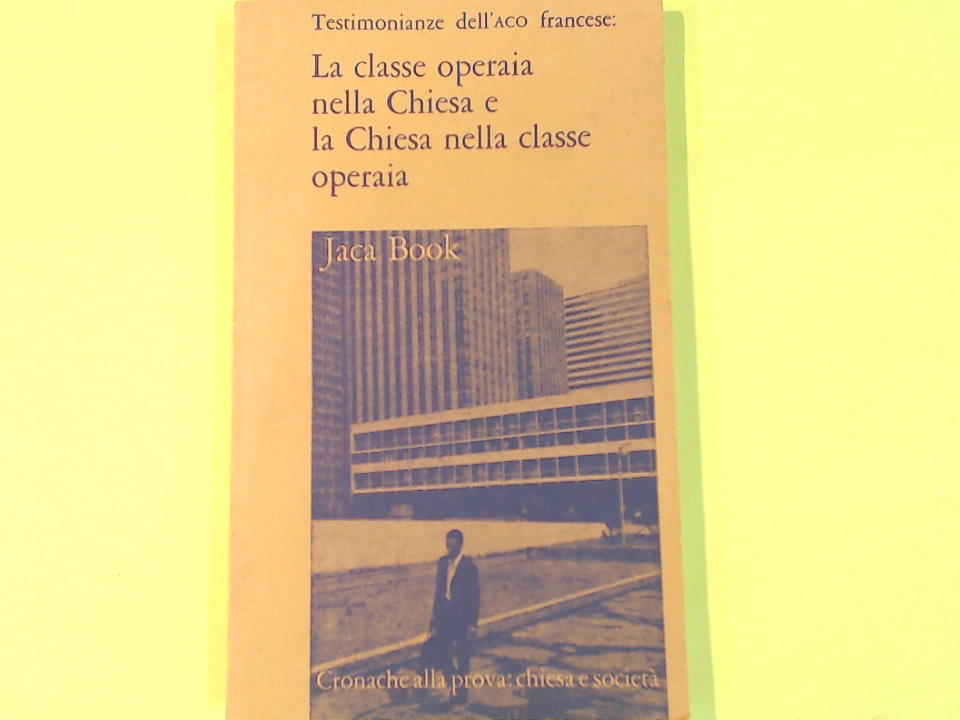 Testimonianze dell'ACO francese:
La classe operaia
nella Chiesa e
la Chiesa nella classe
operaia
Jaca Book
Cronache alla prova: chiesa e società